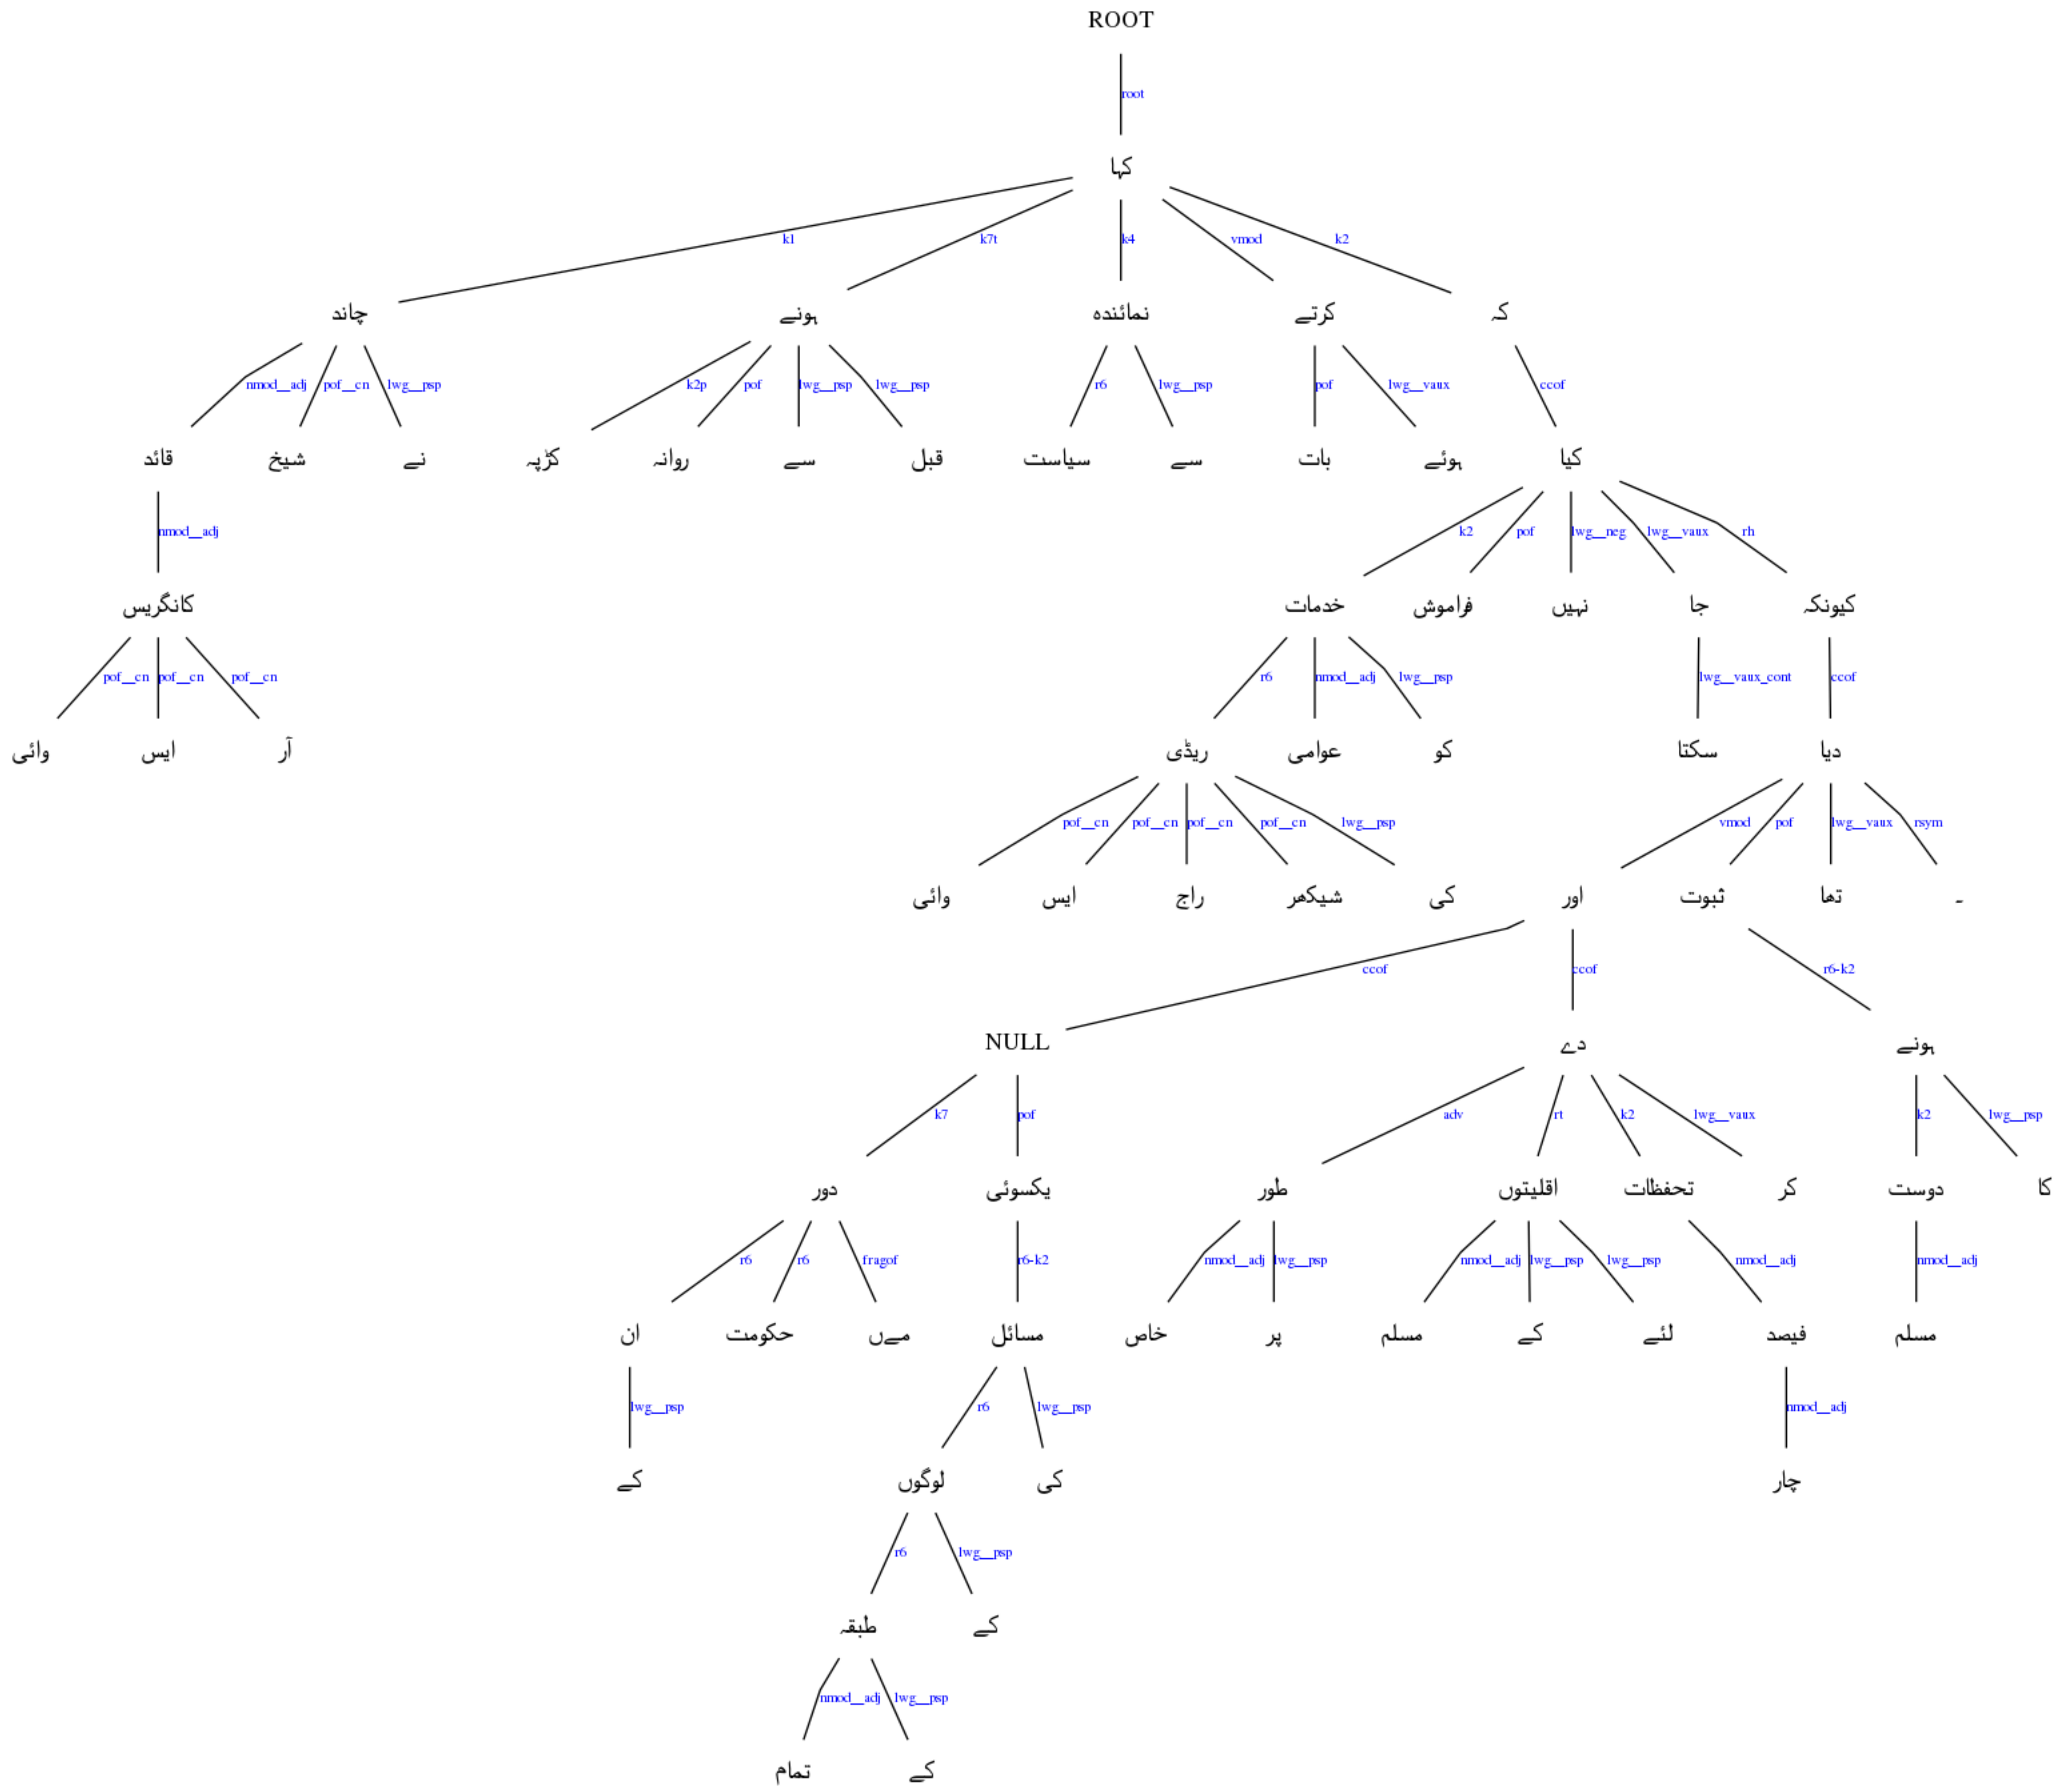 ROOT
root
کہا
k1 k7t k4 vmod k2
چاند ہونے نمائندہ کرتے کہ
nmod__adj pof__cn lwg__psp k2p pof lwg__psp lwg__psp r6 lwg__psp pof lwg__vaux ccof
قائد شیخ نے کڑپہ روانہ سے قبل سیاست سے بات ہوئے کیا
nmod__adj k2 pof lwg__neg lwg__vaux rh
کانگریس خدمات فراموش نہیں جا کیونکہ
pof__cn pof__cn pof__cn r6 nmod__adj lwg__psp lwg__vaux_cont ccof
وائی ایس آر ریڈی عوامی کو سکتا دیا
pof__cn pof__cn pof__cn pof__cn lwg__psp vmod pof lwg__vaux rsym
وائی ایس راج شیکھر کی اور ثبوت تھا ۔
ccof ccof r6-k2
NULL دے ہونے
k7 pof adv rt k2 lwg__vaux k2 lwg__psp
دور یکسوئی طور اقلیتوں تحفظات کر دوست کا
r6 r6 fragof r6-k2 nmod__adj lwg__psp nmod__adj lwg__psp lwg__psp nmod__adj nmod__adj
ان حکومت مےں مسائل خاص پر مسلم کے لئے فیصد مسلم
lwg__psp r6 lwg__psp nmod__adj
کے لوگوں کی چار
r6 lwg__psp
طبقہ کے
nmod__adj lwg__psp
تمام کے